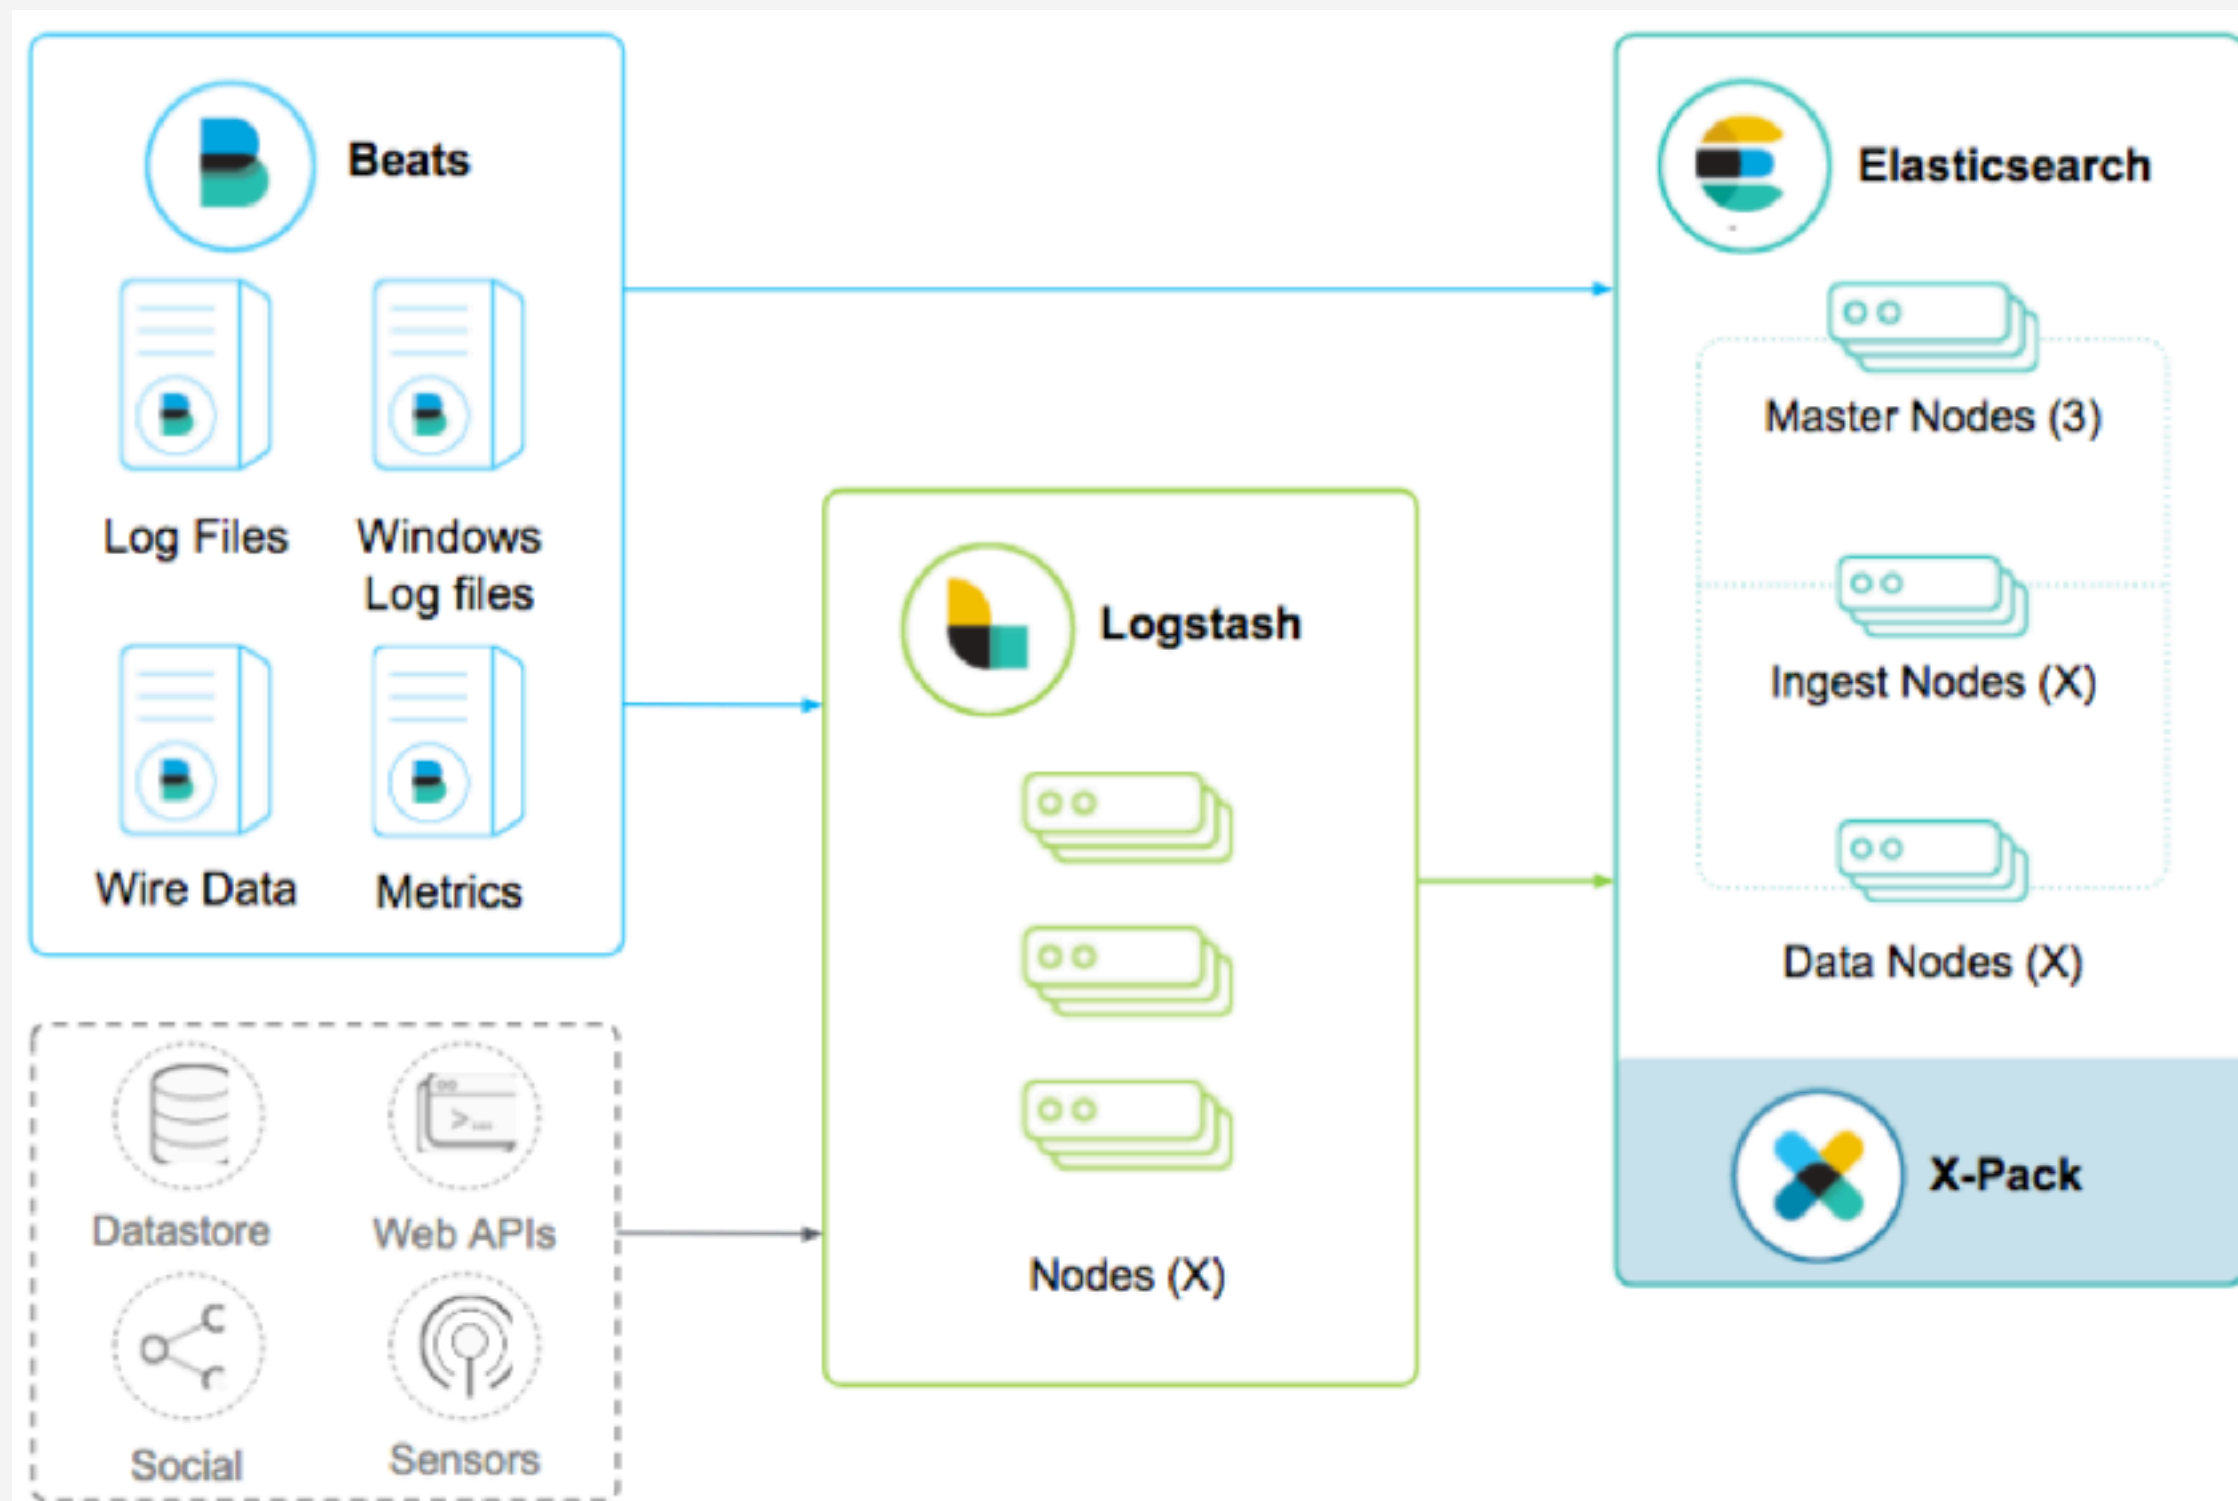 Beats
Log Files
Windows
Log files
Wire Data
Metrics
Datastore
Web APIs
Social
Sensors
Logstash
Nodes (X)
Elasticsearch
Master Nodes (3)
Ingest Nodes (X)
Data Nodes (X)
X-Pack